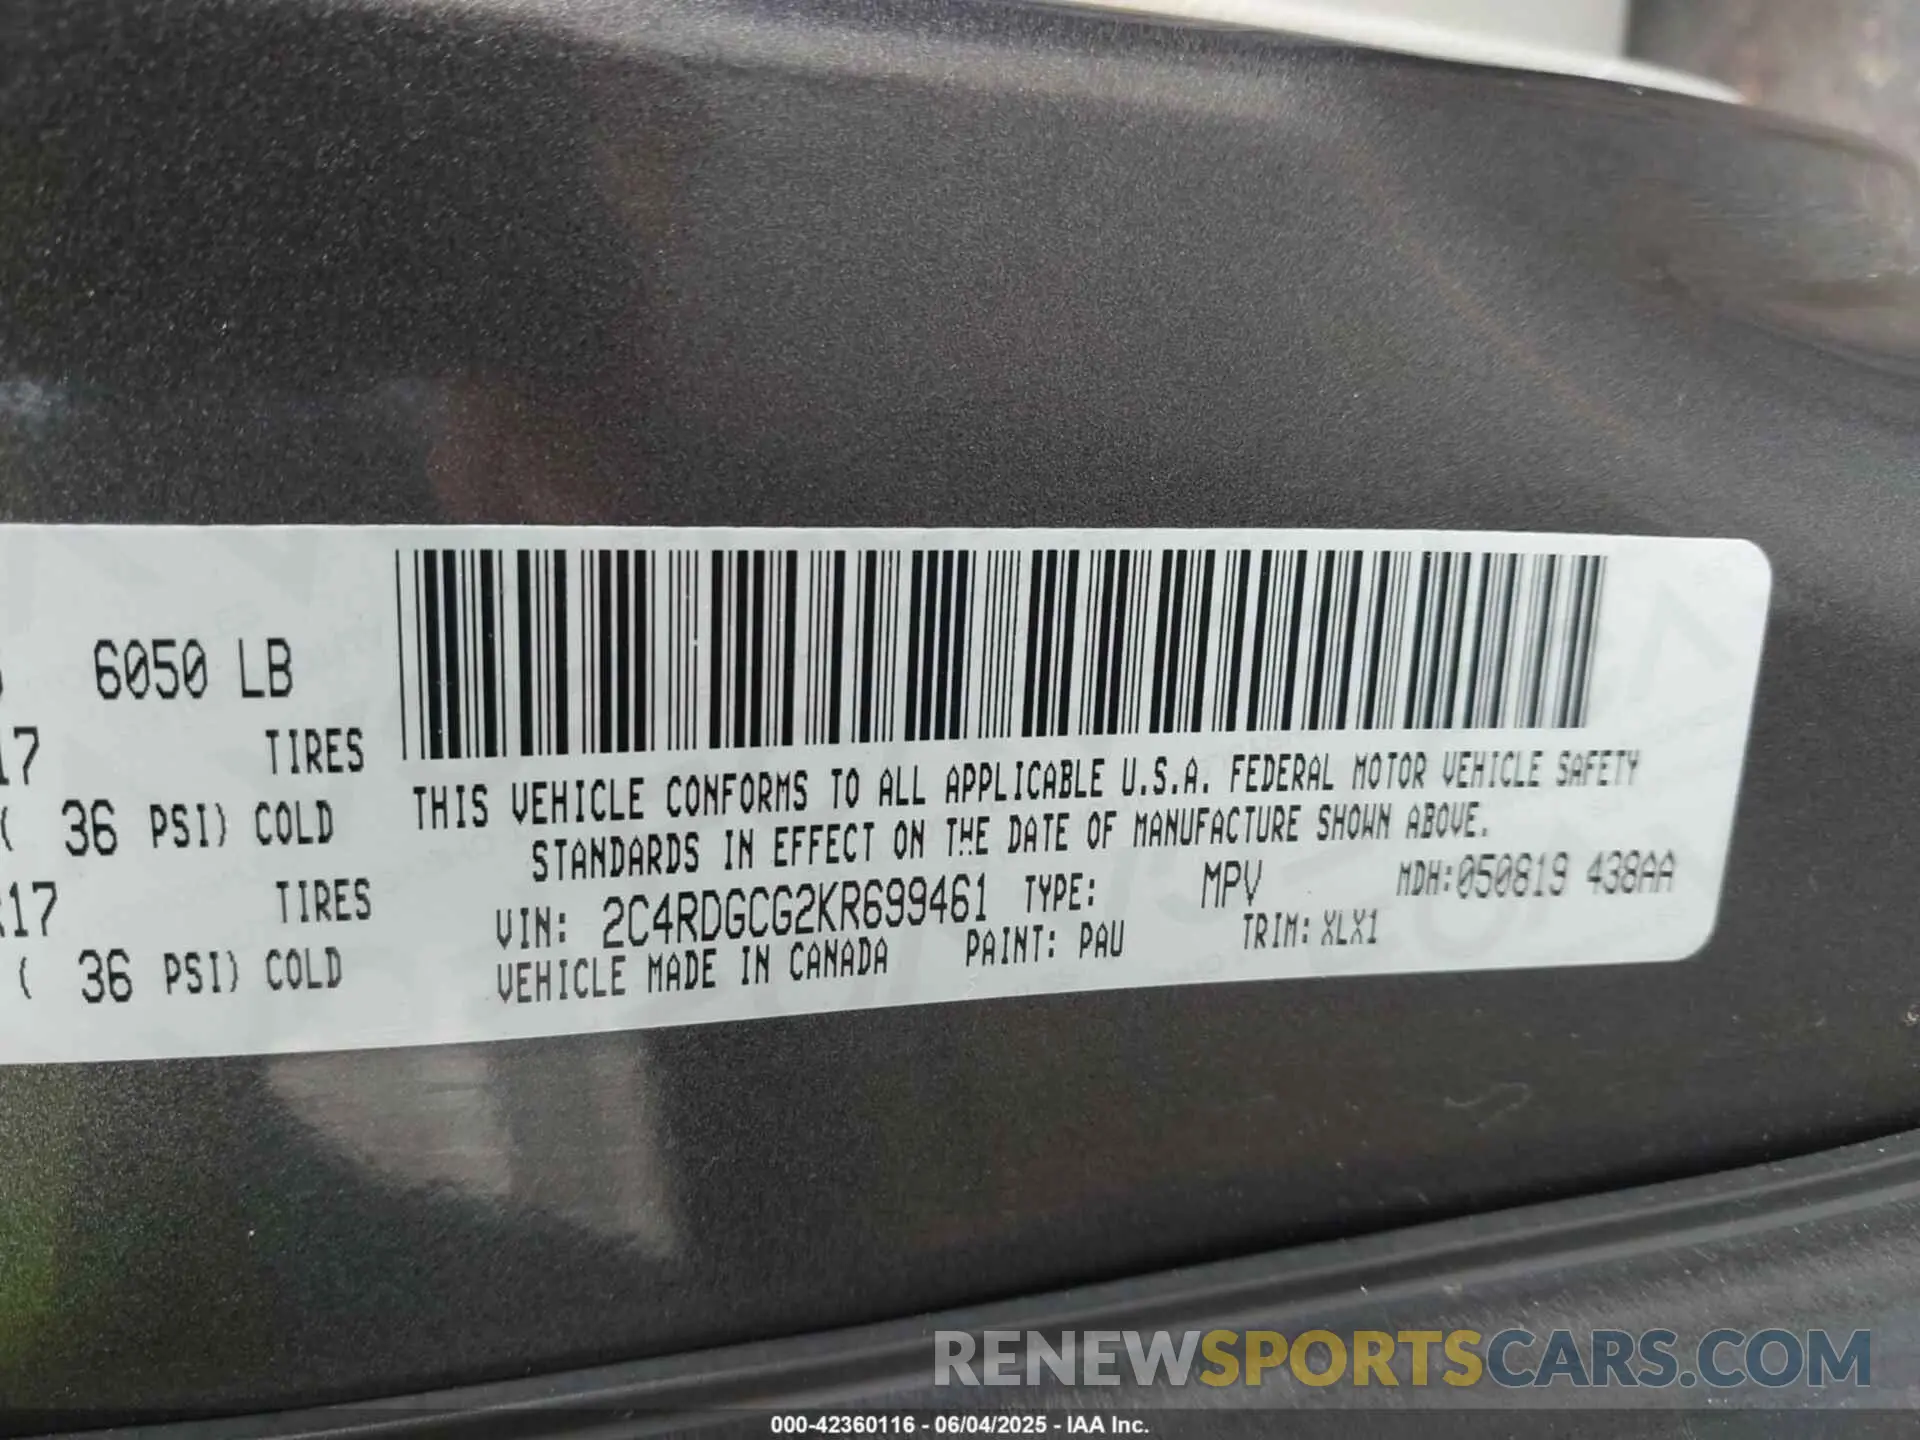 6050 LB
17 TIRES
( 36 PSI) COLD
17 TIRES
( 36 PSI) COLD
THIS VEHICLE CONFORMS TO ALL APPLICABLE U.S.A. FEDERAL MOTOR VEHICLE SAFETY
STANDARDS IN EFFECT ON THE DATE OF MANUFACTURE SHOWN ABOVE.
VIN: 2C4RDGCG2KR699461 TYPE: MPV MDH:050819 438AA
VEHICLE MADE IN CANADA PAINT: PAU TRIM: XLX1
RENEWSPORTSCARS.COM
000-42360116 - 06/04/2025 - IAA Inc.